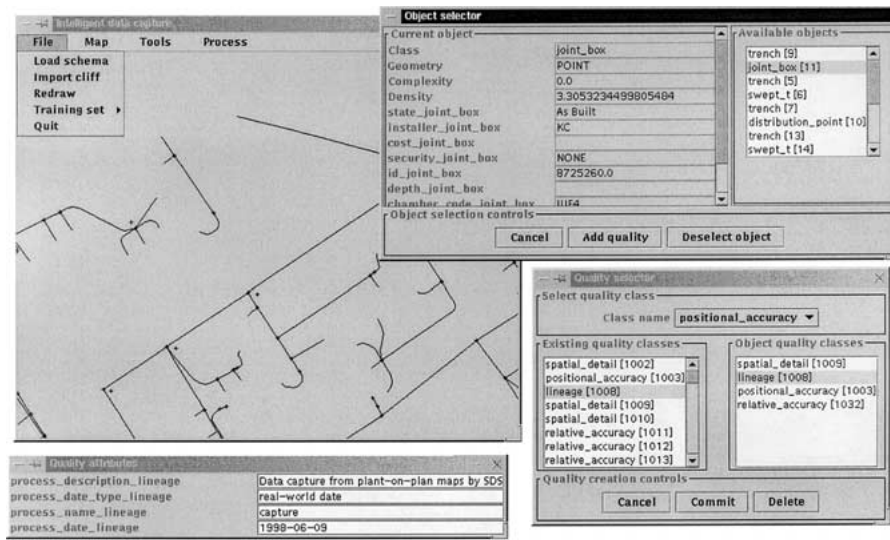 Intelligent data capture
File Map Tools Process
Load schema
Import cliff
Redraw
Training set
Quit
Object selector
Current object
Class joint_box
Geometry POINT
Complexity 0.0
Density 3.3053234499805484
state_joint_box As Built
installer_joint_box KC
cost_joint_box
security_joint_box NONE
id_joint_box 8725260.0
depth_joint_box
chamber_code_joint_box
Available objects
trench [9]
joint_box [11]
trench [5]
swept_t [6]
trench [7]
distribution_point [10]
trench [13]
swept_t [14]
Object selection controls
Cancel Add quality Deselect object
Quality selector
Select quality class
Class name positional_accuracy
Existing quality classes
spatial_detail [1002]
positional_accuracy [1003]
lineage [1008]
spatial_detail [1009]
spatial_detail [1010]
relative_accuracy [1011]
relative_accuracy [1012]
relative_accuracy [1013]
Object quality classes
spatial_detail [1009]
lineage [1008]
positional_accuracy [1003]
relative_accuracy [1032]
Quality creation controls
Cancel Commit Delete
Quality attributes
process_description_lineage Data capture from plant-on-plan maps by SDS
process_date_type_lineage real-world date
process_name_lineage capture
process_date_lineage 1998-06-09